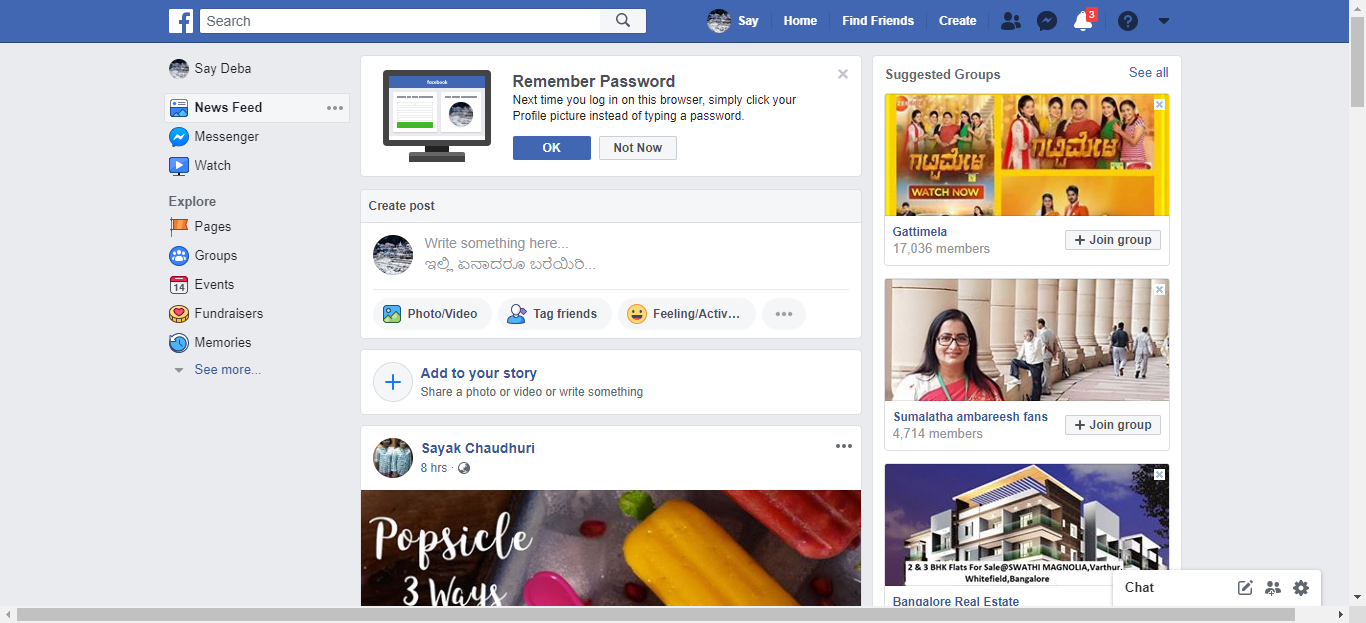 Search
Say
Home
Find Friends
Create
3
Say Deba
News Feed
Messenger
Watch
Explore
Pages
Groups
14
Events
Fundraisers
Memories
See more...
facebook
Remember Password
Next time you log in on this browser, simply click your
Profile picture instead of typing a password.
OK
Not Now
Create post
Write something here...
ಇಲ್ಲಿ ಏನಾದರೂ ಬರೆಯಿರಿ...
Photo/Video
Tag friends
Feeling/Activ...
Add to your story
Share a photo or video or write something
Sayak Chaudhuri
8 hrs ·
Popsicle
3 Ways
Suggested Groups
See all
ಗಟ್ಟಿಮೇಳ
WATCH NOW
ಗಟ್ಟಿಮೇಳ
Gattimela
17,036 members
+ Join group
Sumalatha ambareesh fans
4,714 members
+ Join group
2 & 3 BHK Flats For Sale@SWATHI MAGNOLIA,Varthur,
Whitefield,Bangalore
Bangalore Real Estate
Chat